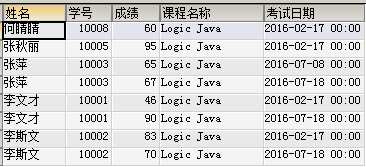 姓名 学号 成绩 课程名称 考试日期
何睛睛 10008 60 Logic Java 2016-02-17 00:00
张秋丽 10005 95 Logic Java 2016-02-17 00:00
张萍 10003 65 Logic Java 2016-07-08 00:00
张萍 10003 67 Logic Java 2016-07-18 00:00
李文才 10001 46 Logic Java 2016-02-17 00:00
李文才 10001 90 Logic Java 2016-07-08 00:00
李斯文 10002 83 Logic Java 2016-02-17 00:00
李斯文 10002 70 Logic Java 2016-07-18 00:00